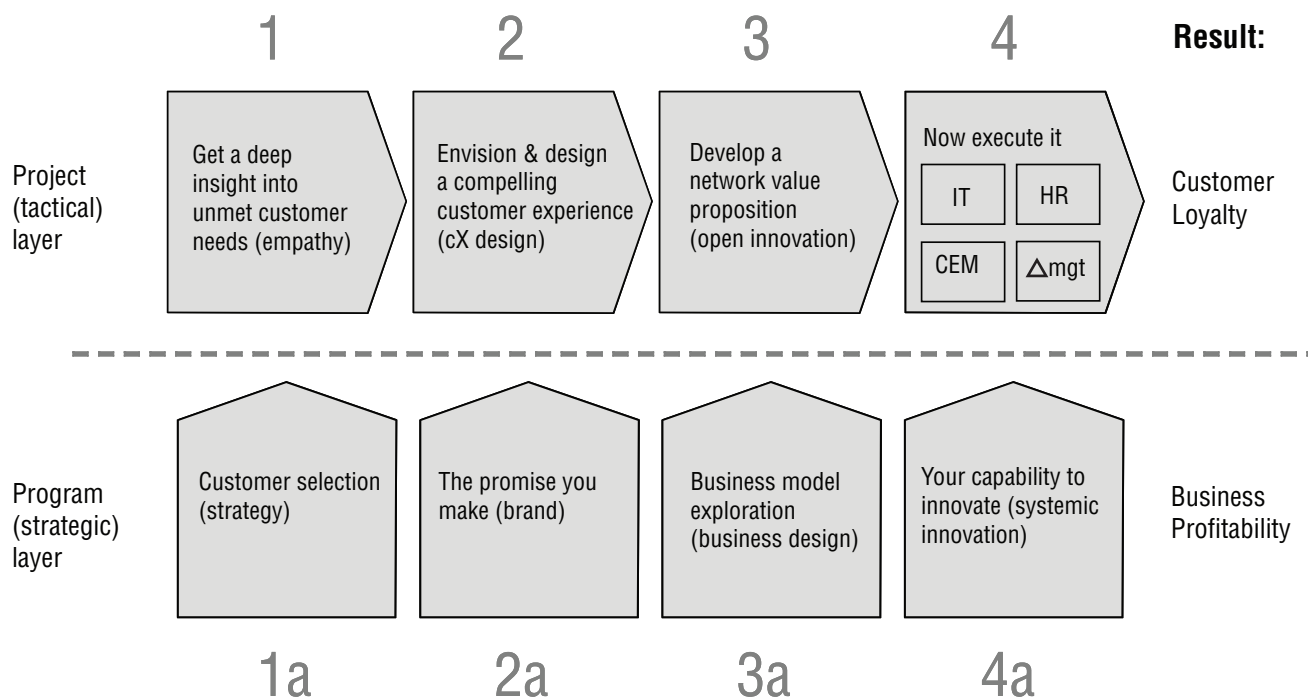 1
2
3
4
Result:
Project
(tactical)
layer
Get a deep
insight into
unmet customer
needs (empathy)
Envision & design
a compelling
customer experience
(cX design)
Develop a
network value
proposition
(open innovation)
Now execute it
IT
HR
CEM
Δmgt
Customer
Loyalty
Program
(strategic)
layer
Customer selection
(strategy)
The promise you
make (brand)
Business model
exploration
(business design)
Your capability to
innovate (systemic
innovation)
Business
Profitability
1a
2a
3a
4a